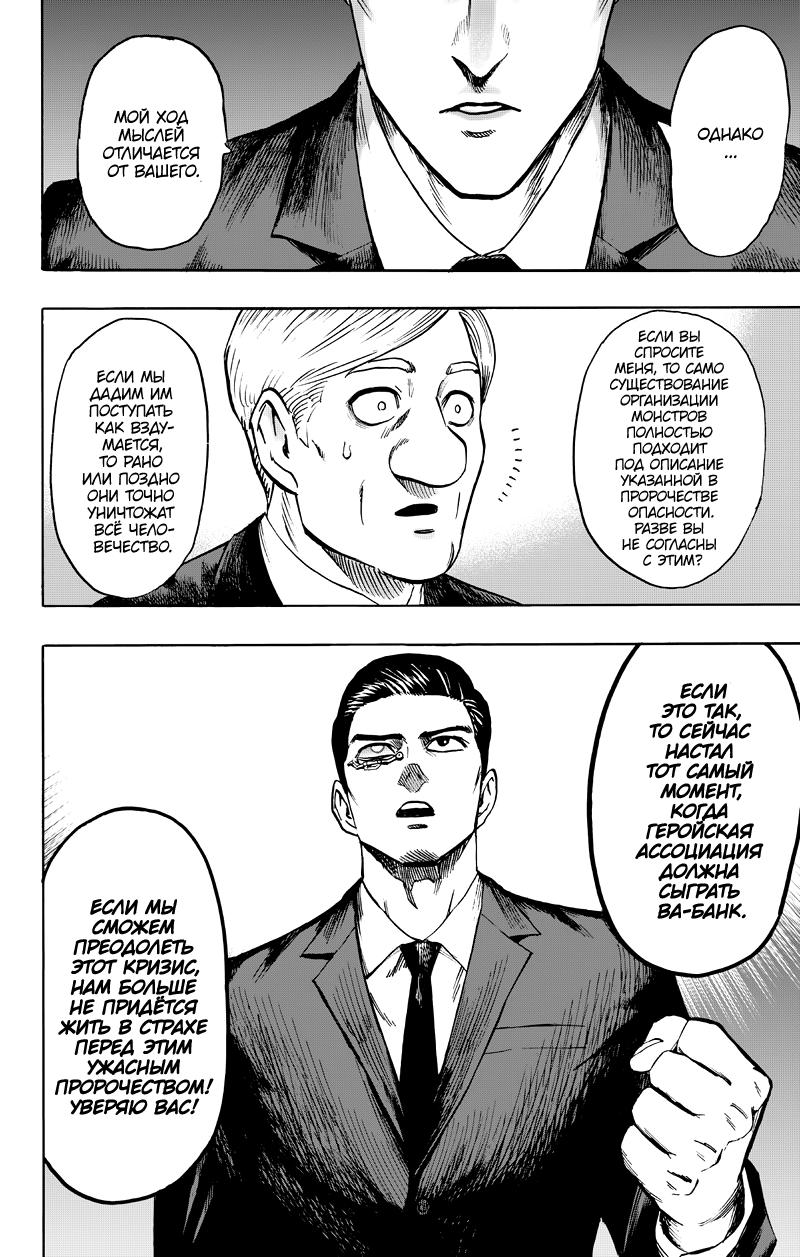 ОДНАКО
...
МОЙ ХОД
МЫСЛЕЙ
ОТЛИЧАЕТСЯ
ОТ ВАШЕГО.
ЕСЛИ ВЫ
СПРОСИТЕ
МЕНЯ, ТО САМО
СУЩЕСТВОВАНИЕ
ОРГАНИЗАЦИИ
МОНСТРОВ
ПОЛНОСТЬЮ
ПОДХОДИТ
ПОД ОПИСАНИЕ
УКАЗАННОЙ В
ПРОРОЧЕСТВЕ
ОПАСНОСТИ.
РАЗВЕ ВЫ
НЕ СОГЛАСНЫ
С ЭТИМ?
ЕСЛИ МЫ
ДАДИМ ИМ
ПОСТУПАТЬ
КАК ВЗДУ-
МАЕТСЯ,
ТО РАНО
ИЛИ ПОЗДНО
ОНИ ТОЧНО
УНИЧТОЖАТ
ВСЁ ЧЕЛО-
ВЕЧЕСТВО.
ЕСЛИ
ЭТО ТАК,
ТО СЕЙЧАС
НАСТАЛ
ТОТ САМЫЙ
МОМЕНТ,
КОГДА
ГЕРОЙСКАЯ
АССОЦИАЦИЯ
ДОЛЖНА
СЫГРАТЬ
ВА-БАНК.
ЕСЛИ МЫ
СМОЖЕМ
ПРЕОДОЛЕТЬ
ЭТОТ КРИЗИС,
НАМ БОЛЬШЕ
НЕ ПРИДЁТСЯ
ЖИТЬ В СТРАХЕ
ПЕРЕД ЭТИМ
УЖАСНЫМ
ПРОРОЧЕСТВОМ!
УВЕРЯЮ ВАС!